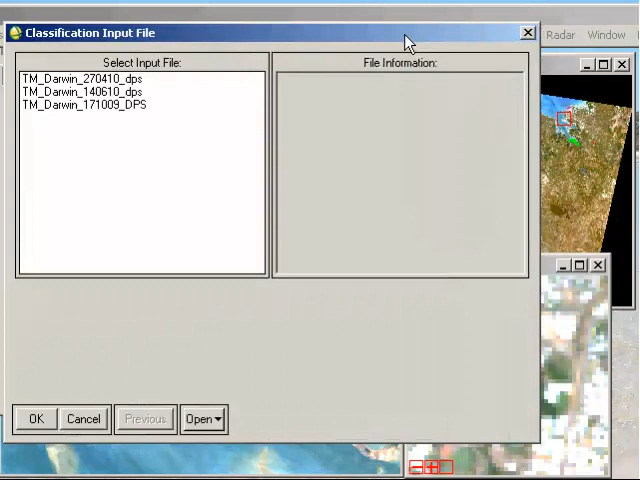 Classification Input File
Radar Window
Select Input File:
File Information:
TM_Darwin_270410_dps
TM_Darwin_140610_dps
TM_Darwin_171009_DPS
OK
Cancel
Previous
Open